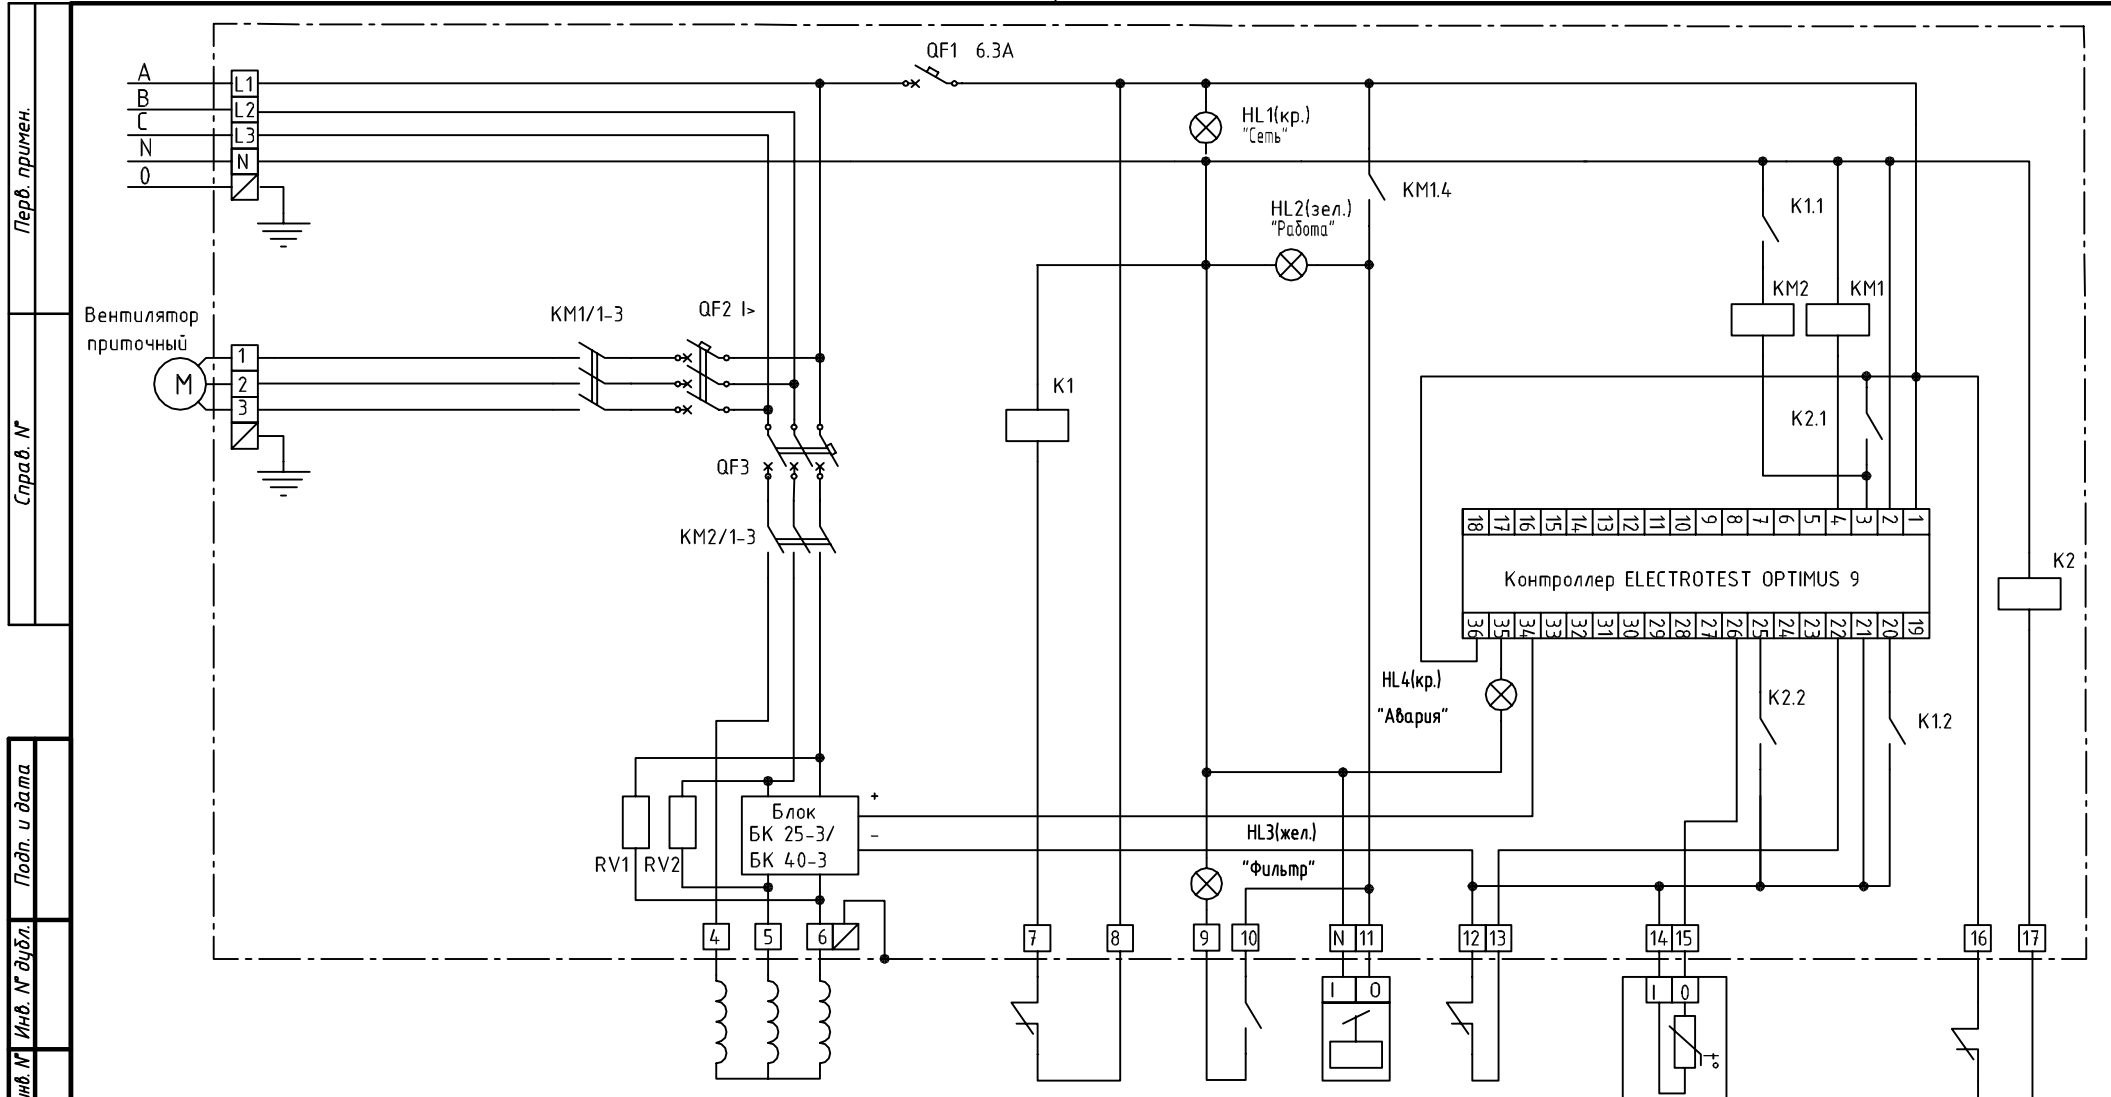 QF1 6.3А
A
L1
B
L2
C
L3
N
N
0
HL1(кр.)
"Сеть"
KM1.4
HL2(зел.)
"Работа"
K1.1
KM2
KM1
Вентилятор
приточный
М
1
2
3
KM1/1-3
QF2 I>
K1
K2.1
QF3
KM2/1-3
18 17 16 15 14 13 12 11 10 9 8 7 6 5 4 3 2 1
Контроллер ELECTROTEST OPTIMUS 9
36 35 34 33 32 31 30 29 28 27 26 25 24 23 22 21 20 19
K2
HL4(кр.)
"Авария"
K2.2
K1.2
Блок
БК 25-3/
БК 40-3
+
-
RV1
RV2
HL3(жел.)
"Фильтр"
4 5 6 7 8 9 10 N 11 12 13 14 15 16 17
I 0
I 0
t°
Перв. примен.
Справ. N°
Подп. и дата
Инв. N° дубл.
инв. N°